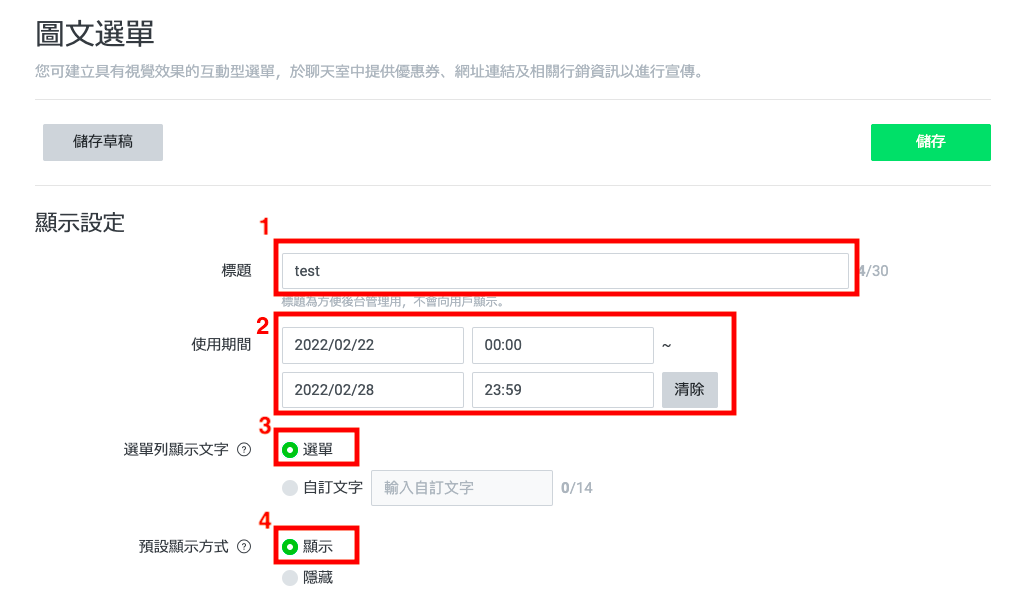 圖文選單
您可建立具有視覺效果的互動型選單，於聊天室中提供優惠券、網址連結及相關行銷資訊以進行宣傳。
儲存草稿
儲存
顯示設定
1
標題
test
4/30
標題為方便後台管理用，不會向用戶顯示。
2
使用期間
2022/02/22
00:00
~
2022/02/28
23:59
清除
3
選單列顯示文字 ?
選單
自訂文字
輸入自訂文字
0/14
4
預設顯示方式 ?
顯示
隱藏